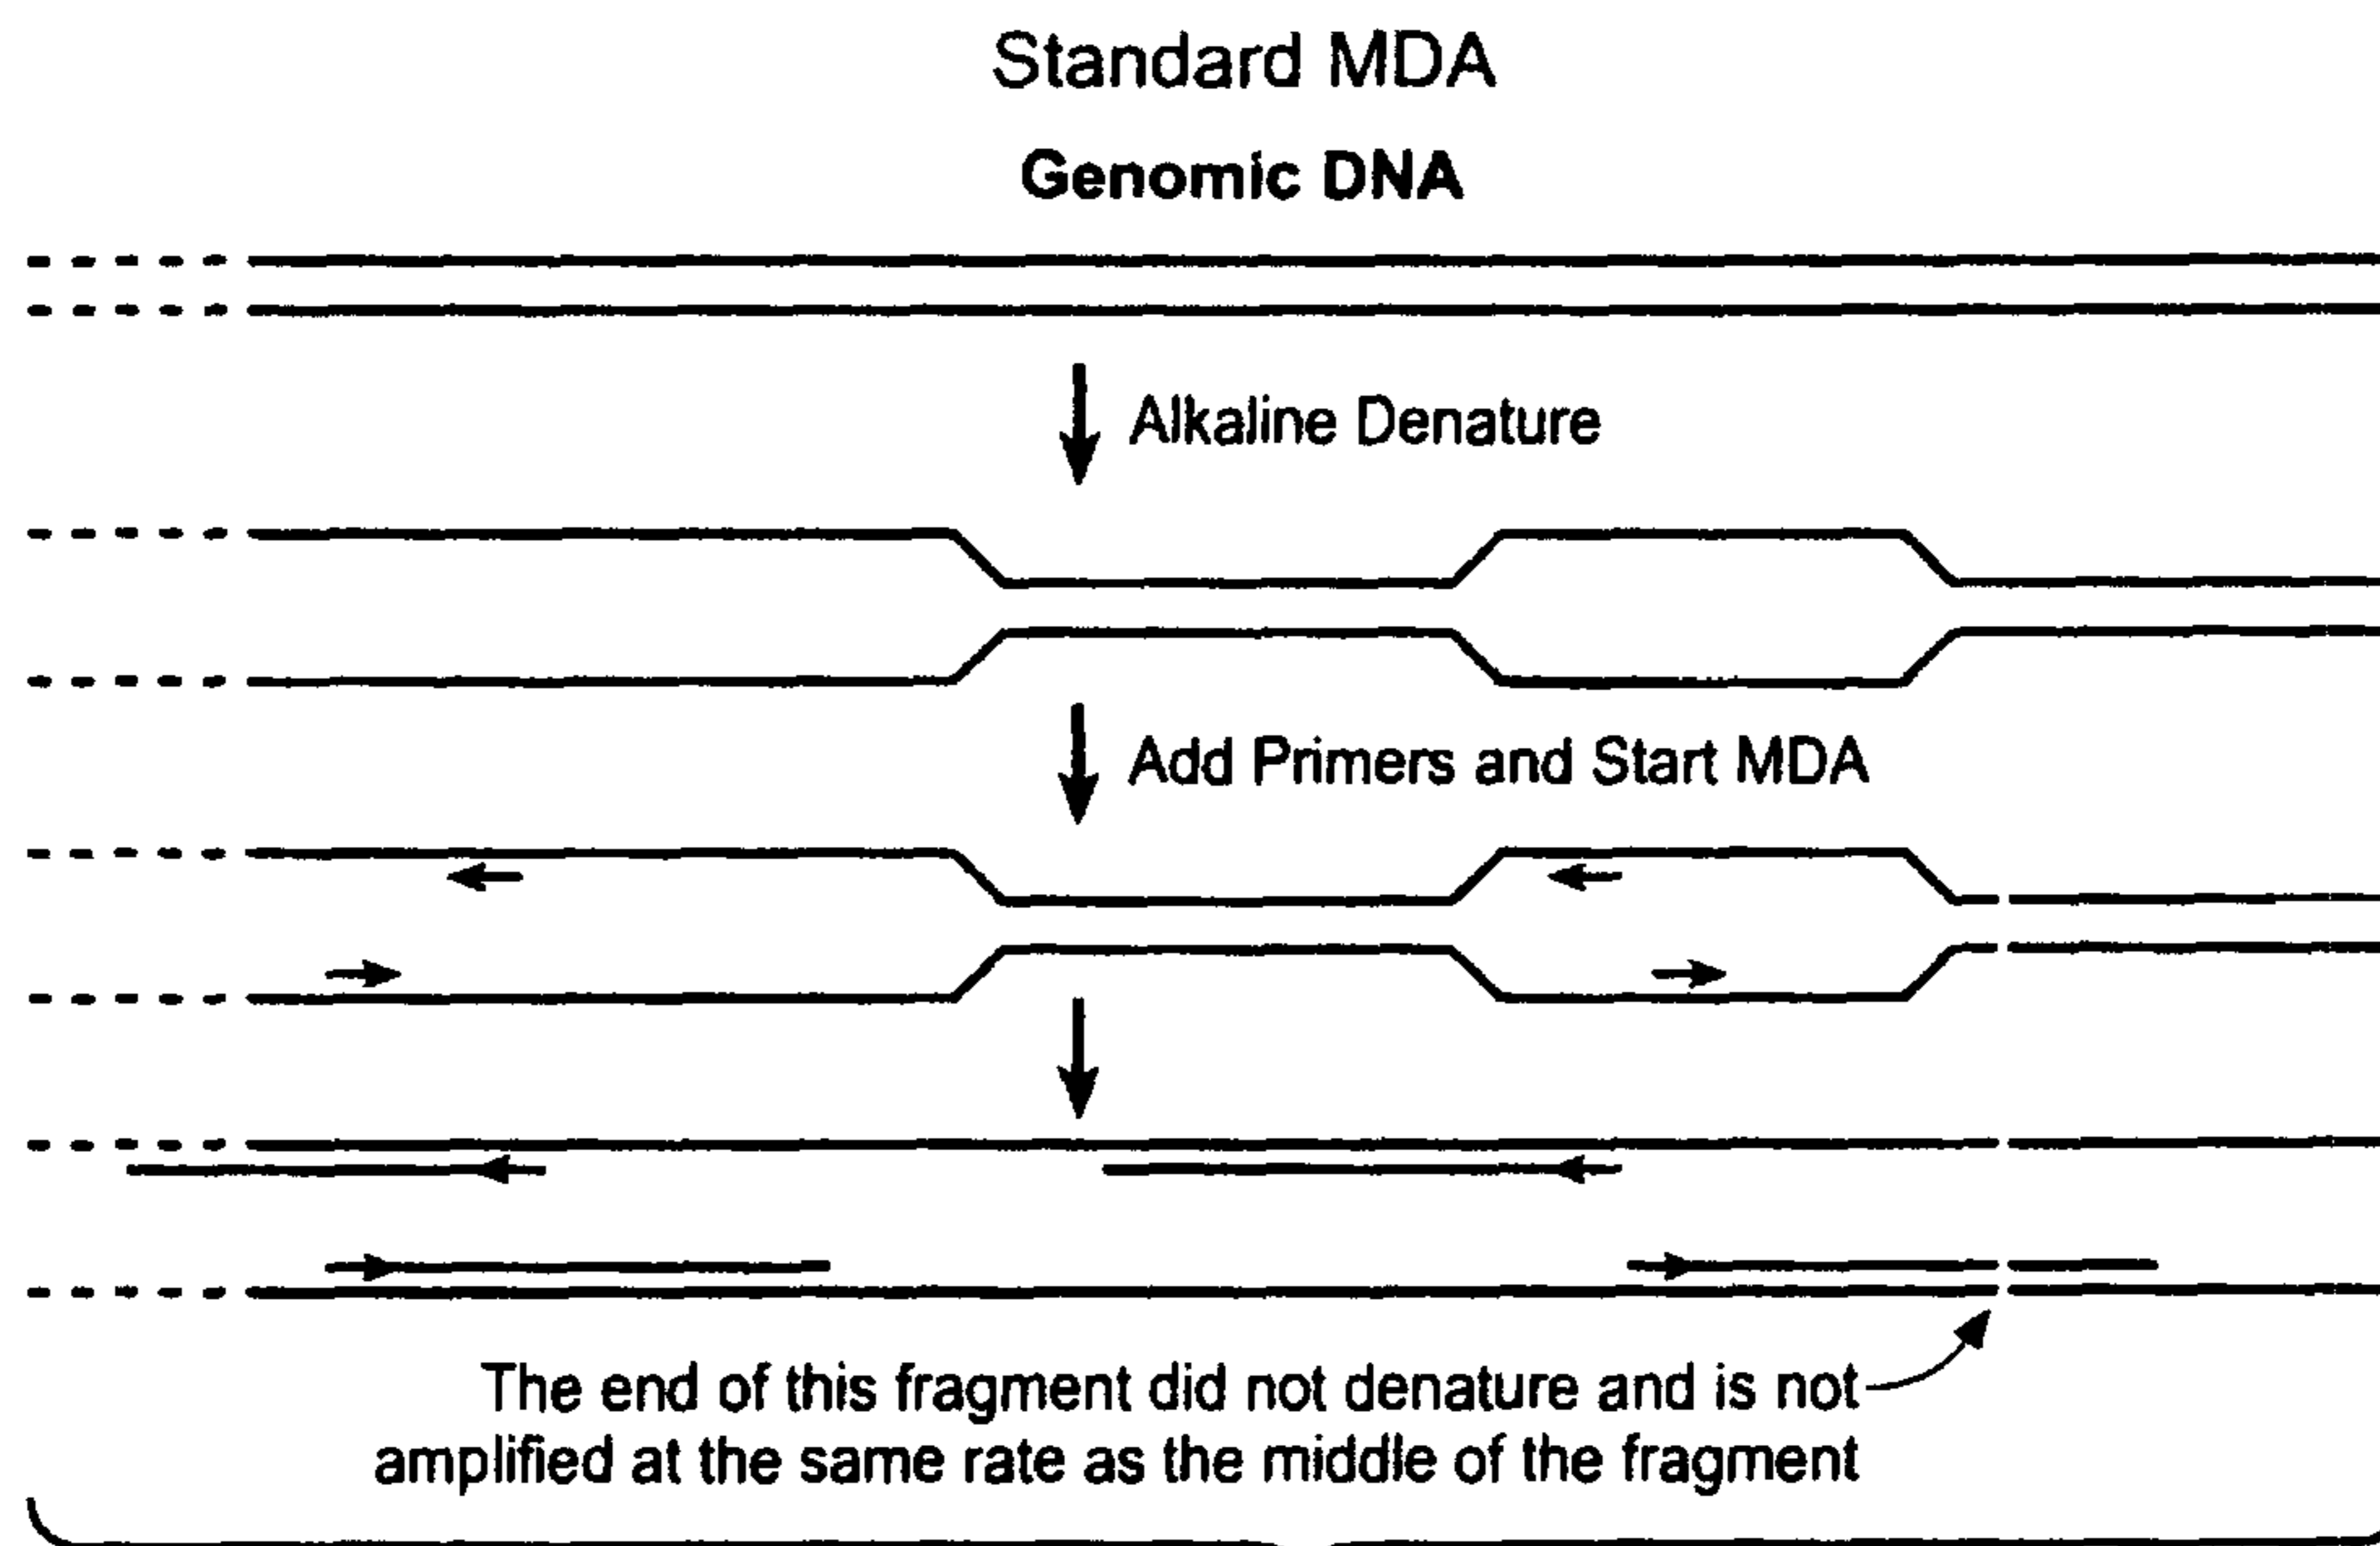 Standard MDA
Genomic DNA
Alkaline Denature
Add Primers and Start MDA
The end of this fragment did not denature and is not
amplified at the same rate as the middle of the fragment